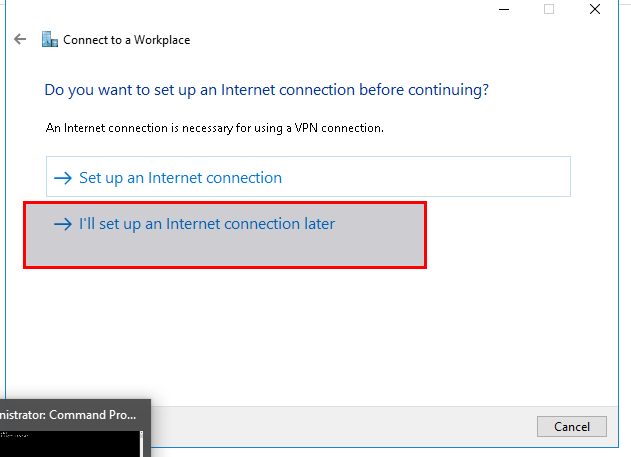 Connect to a Workplace
Do you want to set up an Internet connection before continuing?
An Internet connection is necessary for using a VPN connection.
Set up an Internet connection
I'll set up an Internet connection later
nistrator: Command Pro...
Cancel